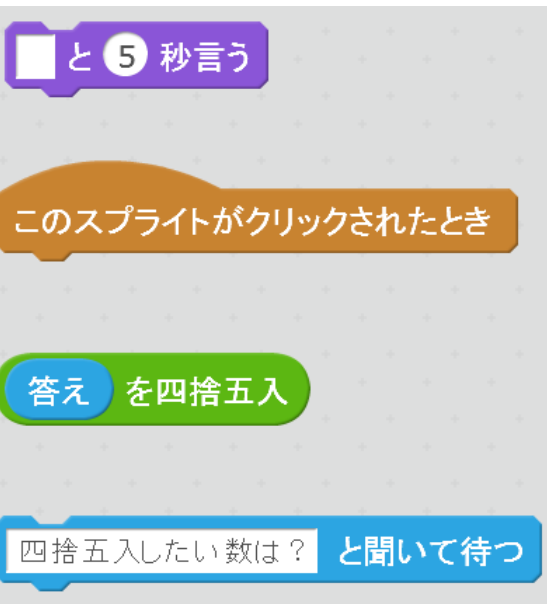 と 5 秒言う
このスプライトがクリックされたとき
答え を四捨五入
四捨五入したい数は? と聞いて待つ